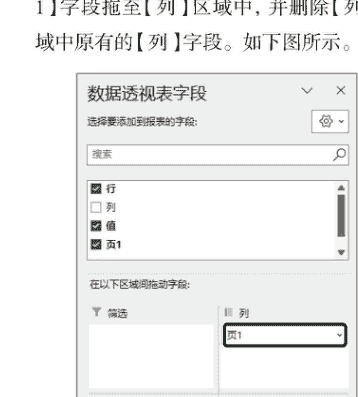 1】字段拖至【列】区域中，并删除【列
域中原有的【列】字段。如下图所示。
数据透视表字段
选择要添加到报表的字段:
搜索
行
列
值
页1
在以下区域间拖动字段:
筛选
列
页1